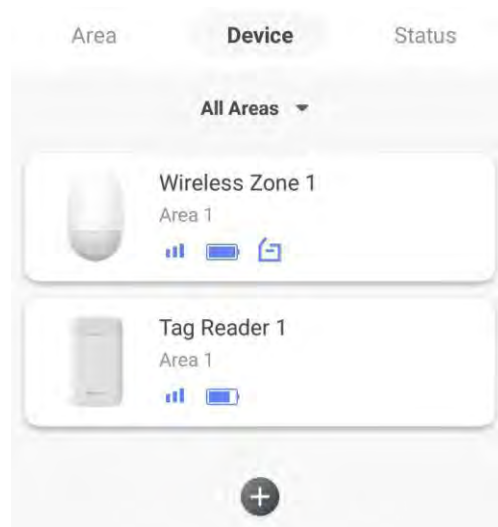 Area Device Status
All Areas
Wireless Zone 1
Area 1
Tag Reader 1
Area 1